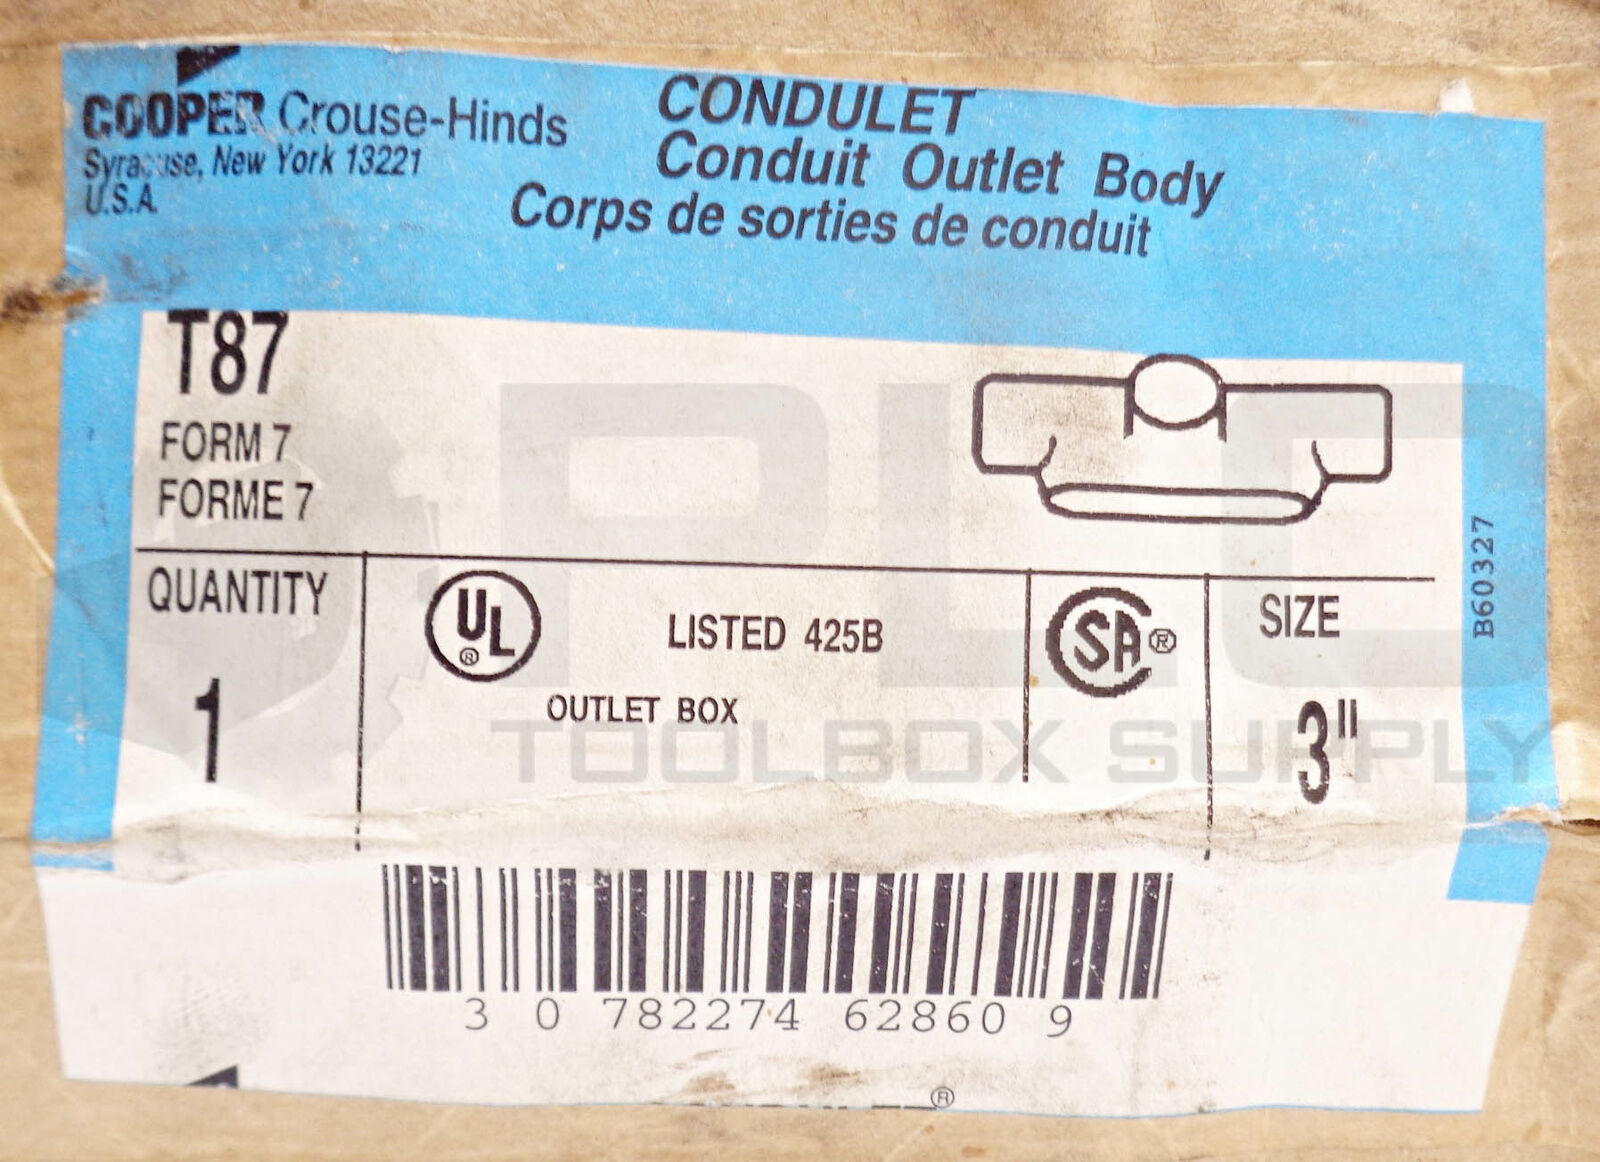 COOPER Crouse-Hinds
Syracuse, New York 13221
U.S.A.
CONDULET
Conduit Outlet Body
Corps de sorties de conduit
T87
FORM 7
FORME 7
QUANTITY
1
UL ®
LISTED 425B
OUTLET BOX
SA ®
SIZE
3"
B60327
3 0 782274 62860 9
®
PLC
TOOLBOX SUPPLY